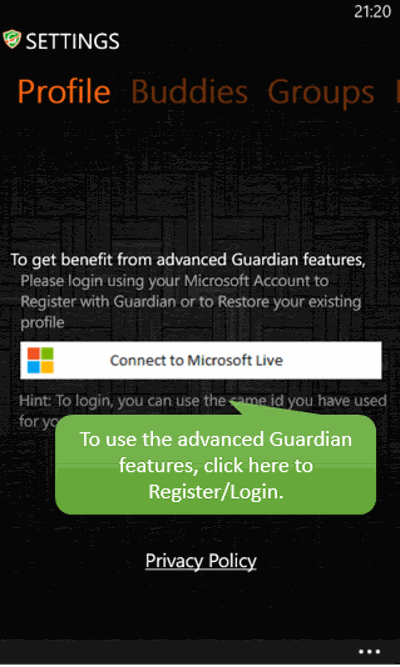 21:20
SETTINGS
Profile Buddies Groups
To get benefit from advanced Guardian features,
Please login using your Microsoft Account to
Register with Guardian or to Restore your existing
profile
Connect to Microsoft Live
Hint: To login, you can use the same id you have used
for
To use the advanced Guardian
features, click here to
Register/Login.
Privacy Policy